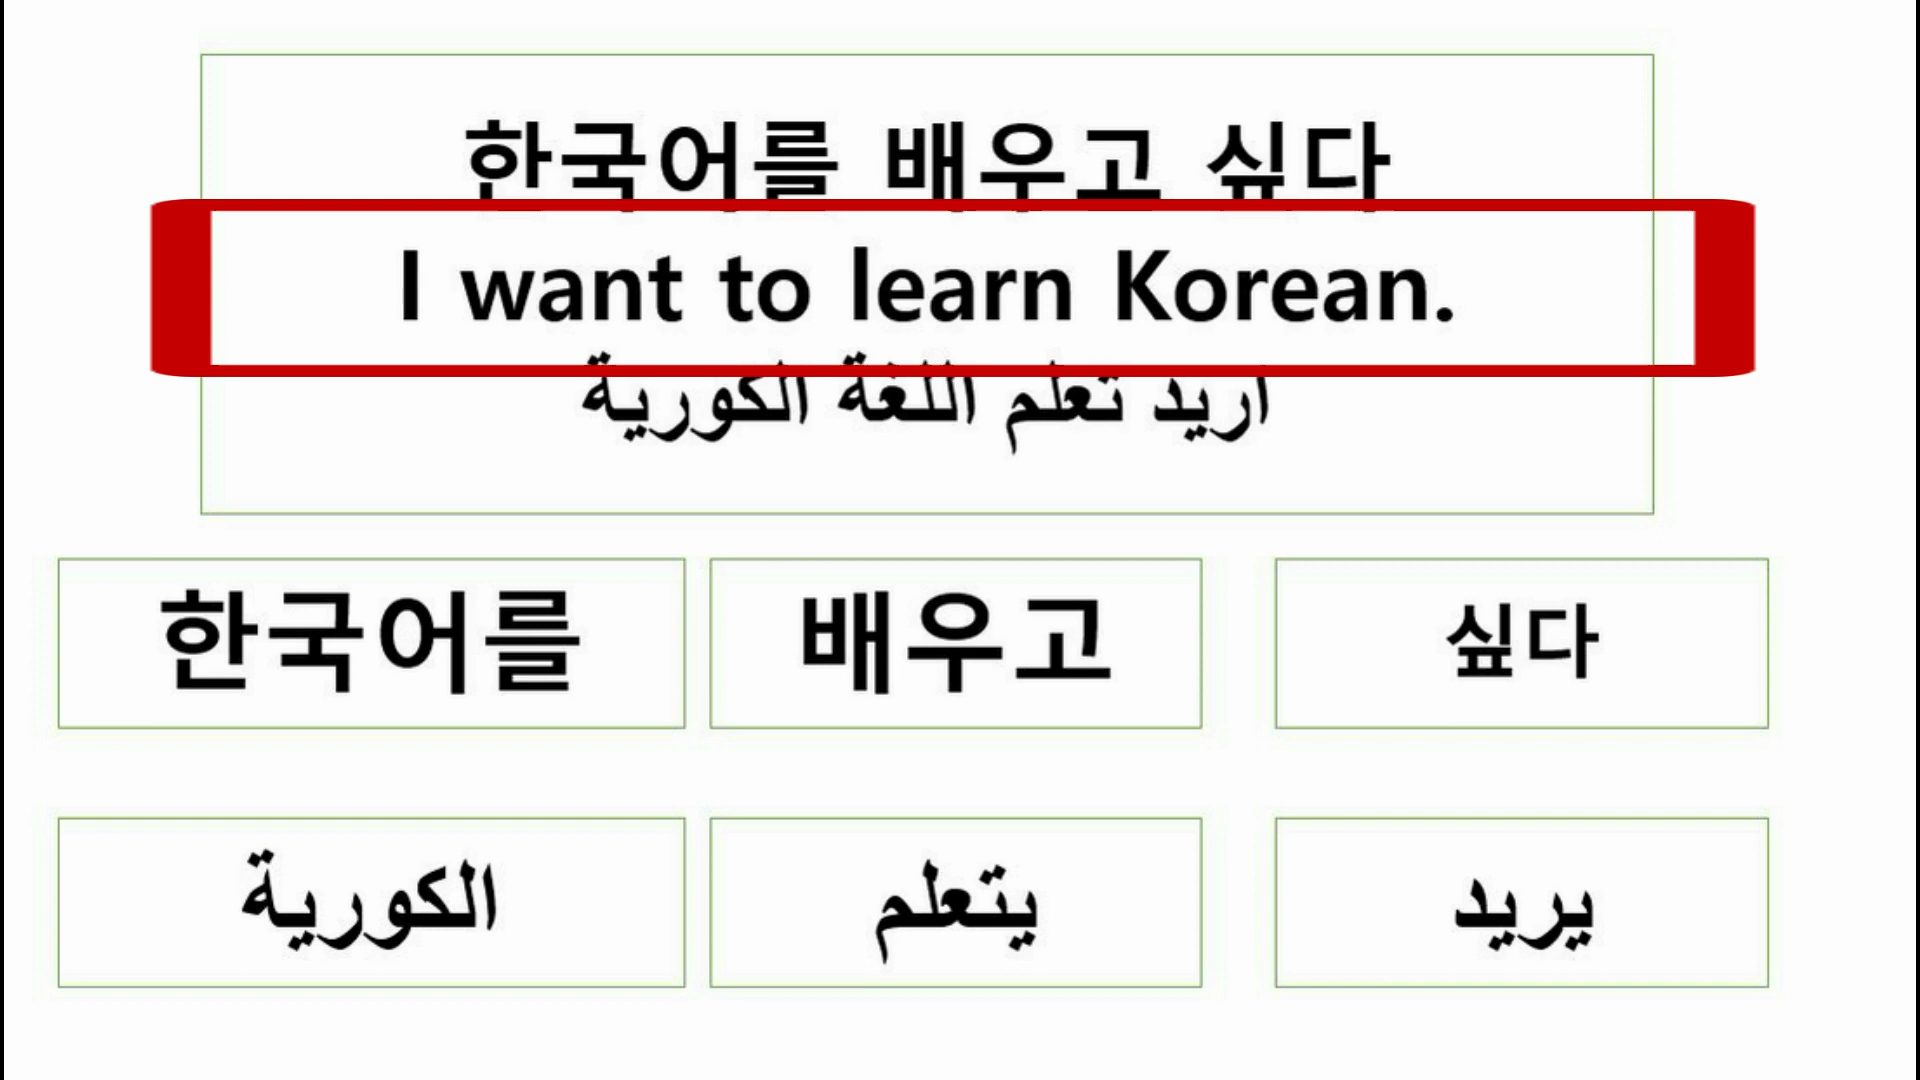 한국어를 배우고 싶다
I want to learn Korean.
اريد تعلم اللغة الكورية
한국어를 배우고 싶다
الكورية يتعلم يريد